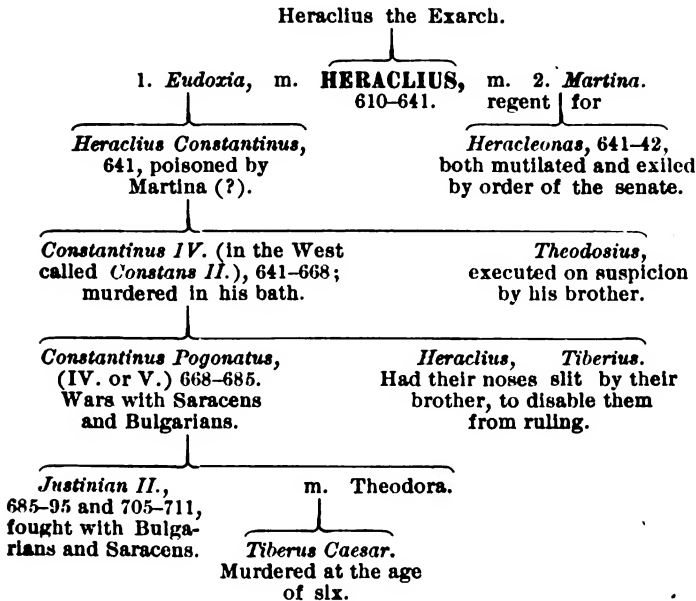 Heraclius the Exarch.
1. Eudoxia, m. HERACLIUS, m. 2. Martina.
610–641. regent for
Heraclius Constantinus,
641, poisoned by
Martina (?).
Heracleonas, 641–42,
both mutilated and exiled
by order of the senate.
Constantinus IV. (in the West
called Constans II.), 641–668;
murdered in his bath.
Theodosius,
executed on suspicion
by his brother.
Constantinus Pogonatus,
(IV. or V.) 668–685.
Wars with Saracens
and Bulgarians.
Heraclius, Tiberius.
Had their noses slit by their
brother, to disable them
from ruling.
Justinian II.,
685–95 and 705–711,
fought with Bulga-
rians and Saracens.
m. Theodora.
Tiberus Caesar.
Murdered at the age
of six.